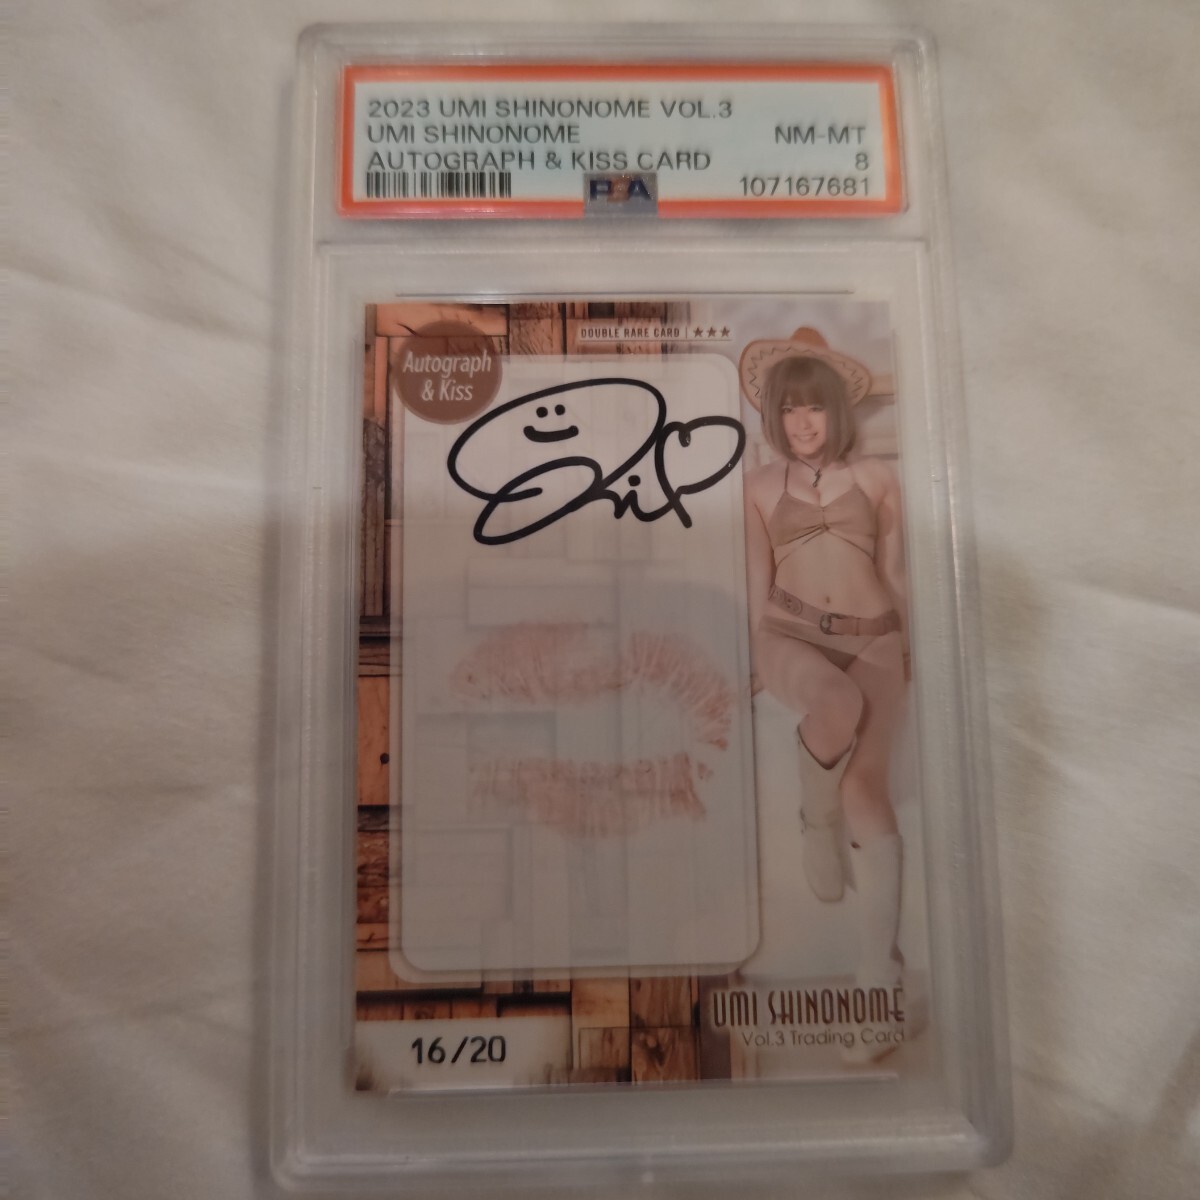 2023 UMI SHINONOME VOL.3
UMI SHINONOME NM-MT
AUTOGRAPH & KISS CARD 8
PSA 107167681
DOUBLE RARE CARD | ★★★
Autograph
& Kiss
UMI SHINONOME
Vol.3 Trading Card
16/20